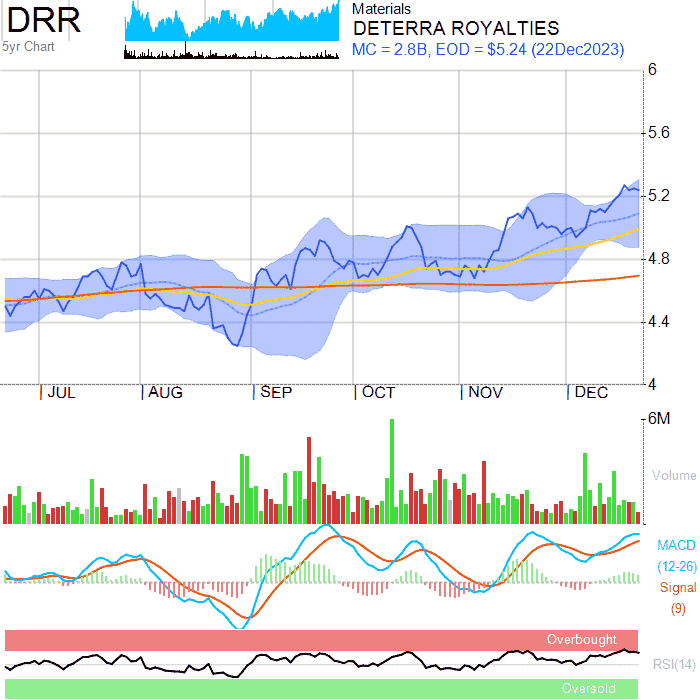 DRR
5yr Chart
Materials
DETERRA ROYALTIES
MC = 2.8B, EOD = $5.24 (22Dec2023)
6
5.6
5.2
4.8
4.4
4
JUL AUG SEP OCT NOV DEC
6M
Volume
MACD
(12-26)
Signal
(9)
Overbought
RSI(14)
Oversold